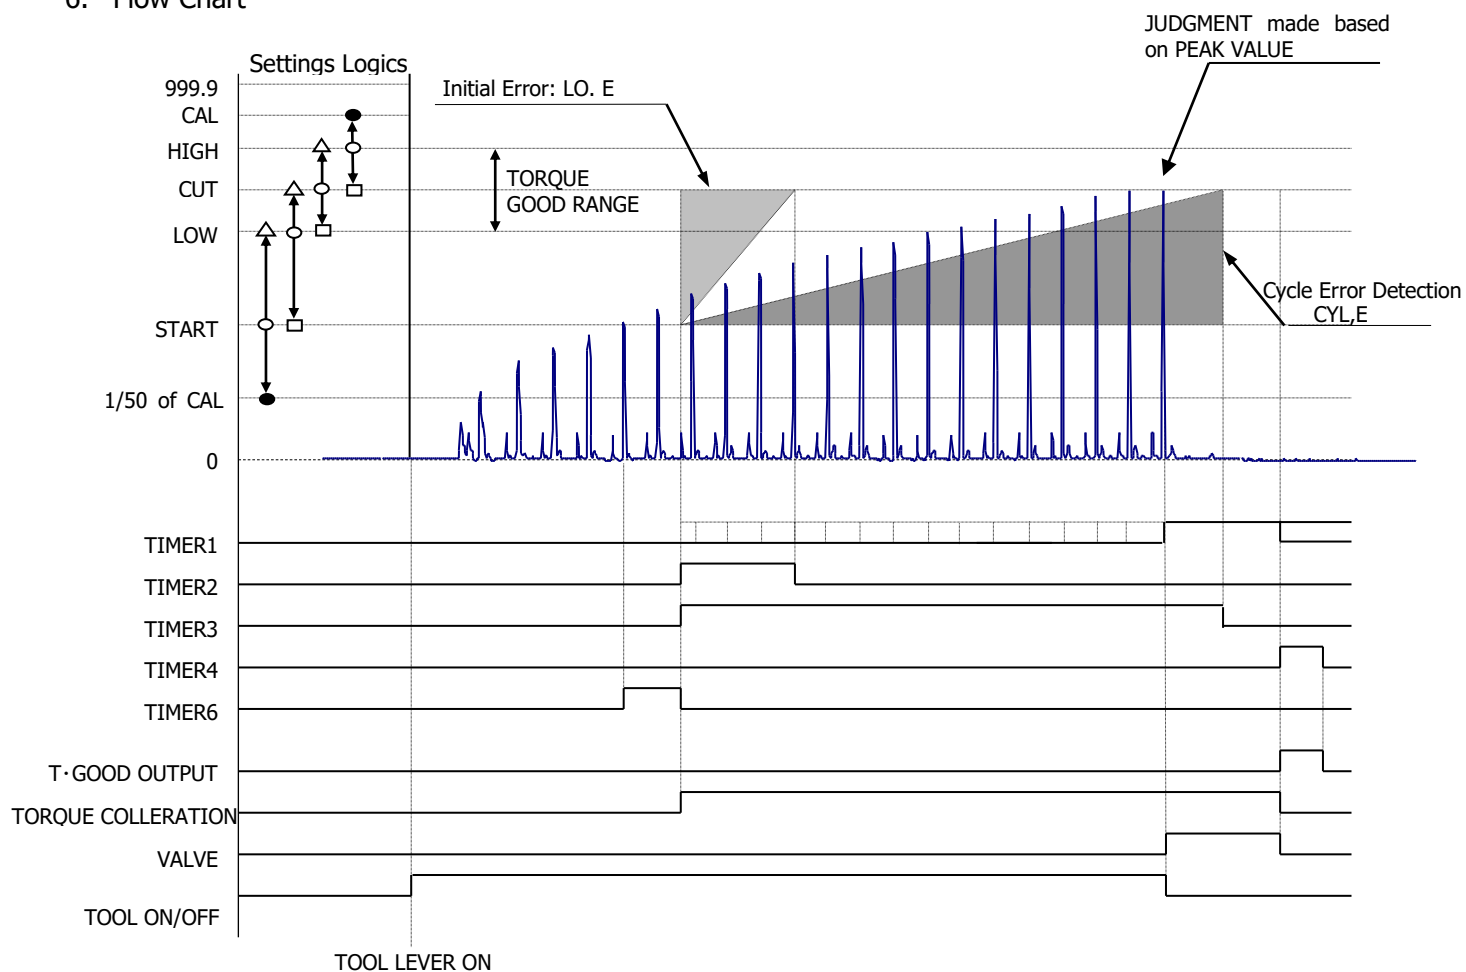 6. Flow Chart
JUDGMENT made based
on PEAK VALUE
Settings Logics
Initial Error: LO. E
999.9
CAL
HIGH
CUT
LOW
START
1/50 of CAL
0
TORQUE
GOOD RANGE
Cycle Error Detection
CYL,E
TIMER1
TIMER2
TIMER3
TIMER4
TIMER6
T·GOOD OUTPUT
TORQUE COLLERATION
VALVE
TOOL ON/OFF
TOOL LEVER ON